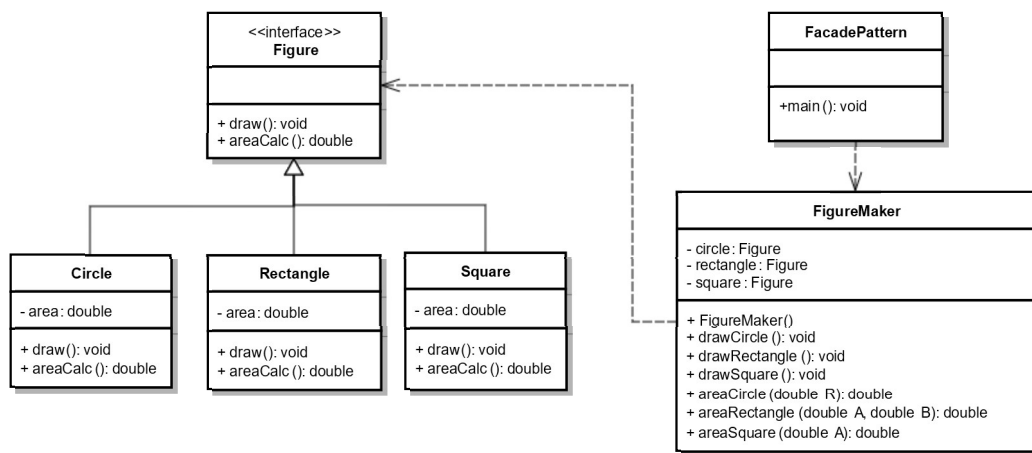 <<interface>>
Figure
+ draw(): void
+ areaCalc(): double
FacadePattern
+main(): void
FigureMaker
- circle: Figure
- rectangle: Figure
- square: Figure
+ FigureMaker()
+ drawCircle(): void
+ drawRectangle(): void
+ drawSquare(): void
+ areaCircle(double R): double
+ areaRectangle(double A, double B): double
+ areaSquare(double A): double
Circle
- area: double
+ draw(): void
+ areaCalc(): double
Rectangle
- area: double
+ draw(): void
+ areaCalc(): double
Square
- area: double
+ draw(): void
+ areaCalc(): double